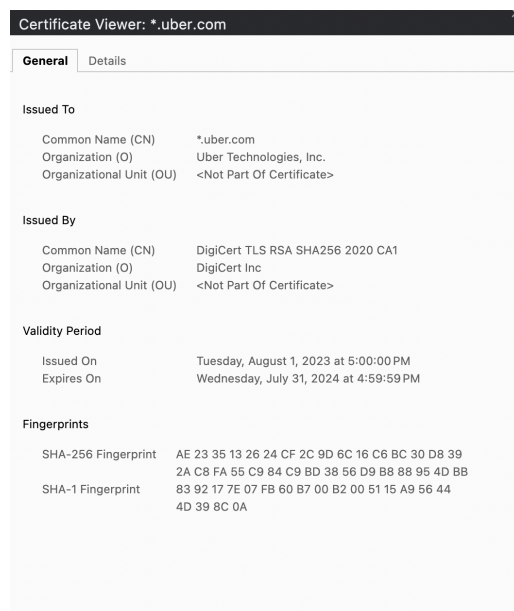 Certificate Viewer: *.uber.com
General Details
Issued To
Common Name (CN) *.uber.com
Organization (O) Uber Technologies, Inc.
Organizational Unit (OU) <Not Part Of Certificate>
Issued By
Common Name (CN) DigiCert TLS RSA SHA256 2020 CA1
Organization (O) DigiCert Inc
Organizational Unit (OU) <Not Part Of Certificate>
Validity Period
Issued On Tuesday, August 1, 2023 at 5:00:00 PM
Expires On Wednesday, July 31, 2024 at 4:59:59 PM
Fingerprints
SHA-256 Fingerprint AE 23 35 13 26 24 CF 2C 9D 6C 16 C6 BC 30 D8 39
2A C8 FA 55 C9 84 C9 BD 38 56 D9 B8 88 95 4D BB
SHA-1 Fingerprint 83 92 17 7E 07 FB 60 B7 00 B2 00 51 15 A9 56 44
4D 39 8C 0A